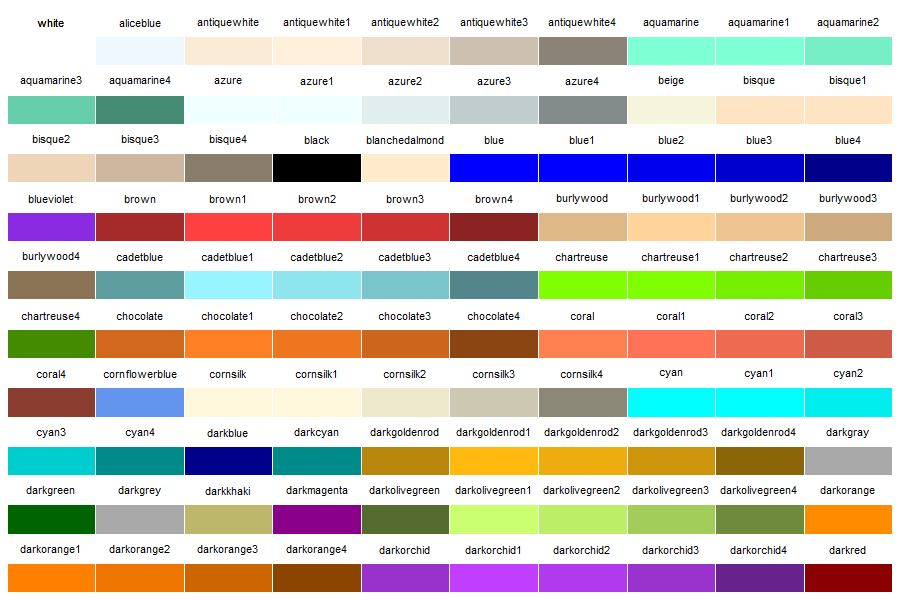 white aliceblue antiquewhite antiquewhite1 antiquewhite2 antiquewhite3 antiquewhite4 aquamarine aquamarine1 aquamarine2
aquamarine3 aquamarine4 azure azure1 azure2 azure3 azure4 beige bisque bisque1
bisque2 bisque3 bisque4 black blanchedalmond blue blue1 blue2 blue3 blue4
blueviolet brown brown1 brown2 brown3 brown4 burlywood burlywood1 burlywood2 burlywood3
burlywood4 cadetblue cadetblue1 cadetblue2 cadetblue3 cadetblue4 chartreuse chartreuse1 chartreuse2 chartreuse3
chartreuse4 chocolate chocolate1 chocolate2 chocolate3 chocolate4 coral coral1 coral2 coral3
coral4 cornflowerblue cornsilk cornsilk1 cornsilk2 cornsilk3 cornsilk4 cyan cyan1 cyan2
cyan3 cyan4 darkblue darkcyan darkgoldenrod darkgoldenrod1 darkgoldenrod2 darkgoldenrod3 darkgoldenrod4 darkgray
darkgreen darkgrey darkkhaki darkmagenta darkolivegreen darkolivegreen1 darkolivegreen2 darkolivegreen3 darkolivegreen4 darkorange
darkorange1 darkorange2 darkorange3 darkorange4 darkorchid darkorchid1 darkorchid2 darkorchid3 darkorchid4 darkred